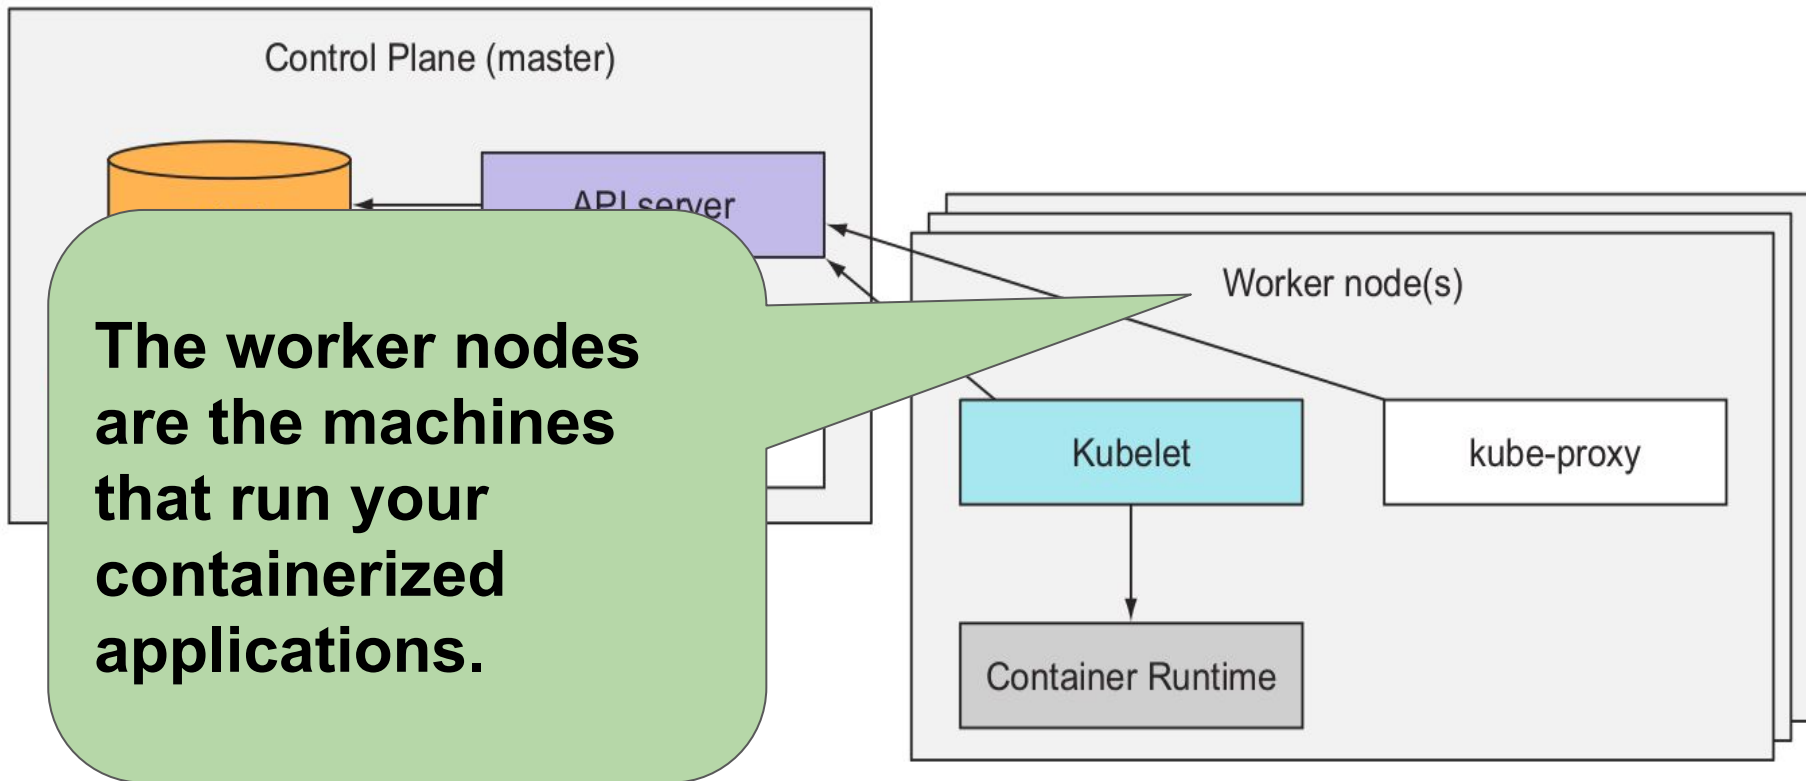 Control Plane (master)
API server
Worker node(s)
The worker nodes
are the machines
that run your
containerized
applications.
Kubelet
kube-proxy
Container Runtime